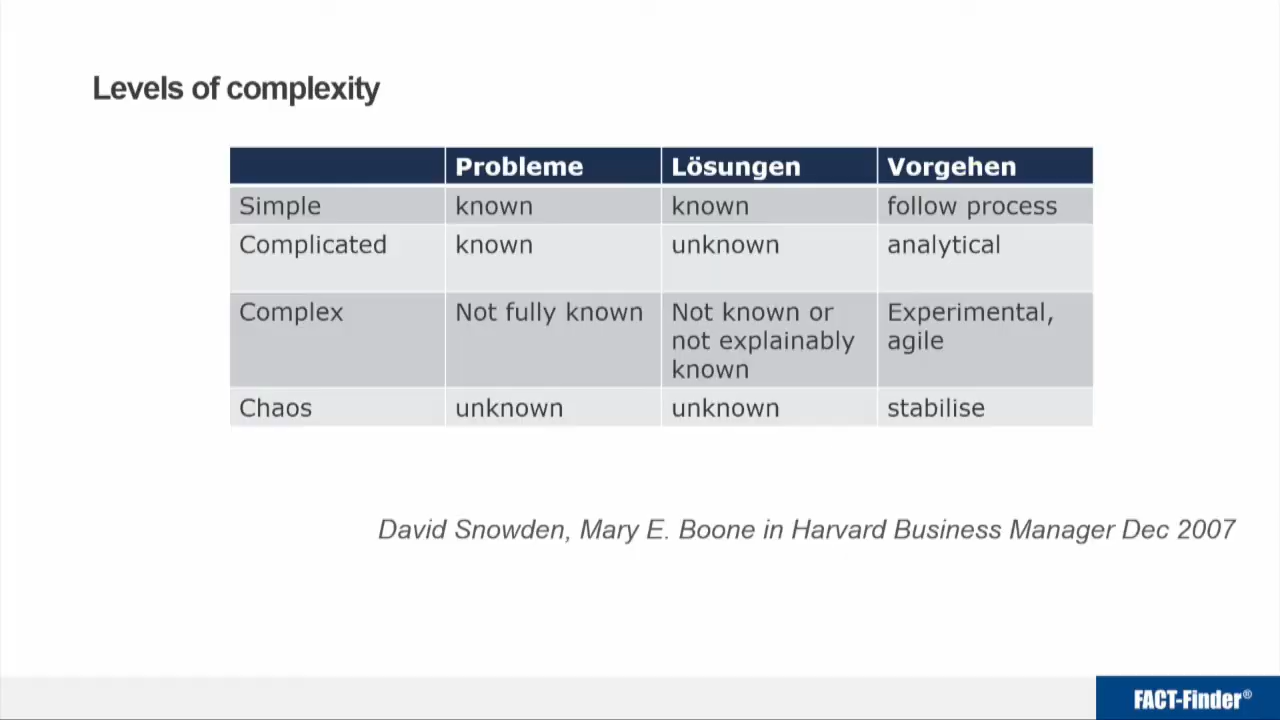 Levels of complexity
Probleme Lösungen Vorgehen
Simple known known follow process
Complicated known unknown analytical
Complex Not fully known Not known or Experimental,
not explainably agile
known
Chaos unknown unknown stabilise
David Snowden, Mary E. Boone in Harvard Business Manager Dec 2007
FACT-Finder®